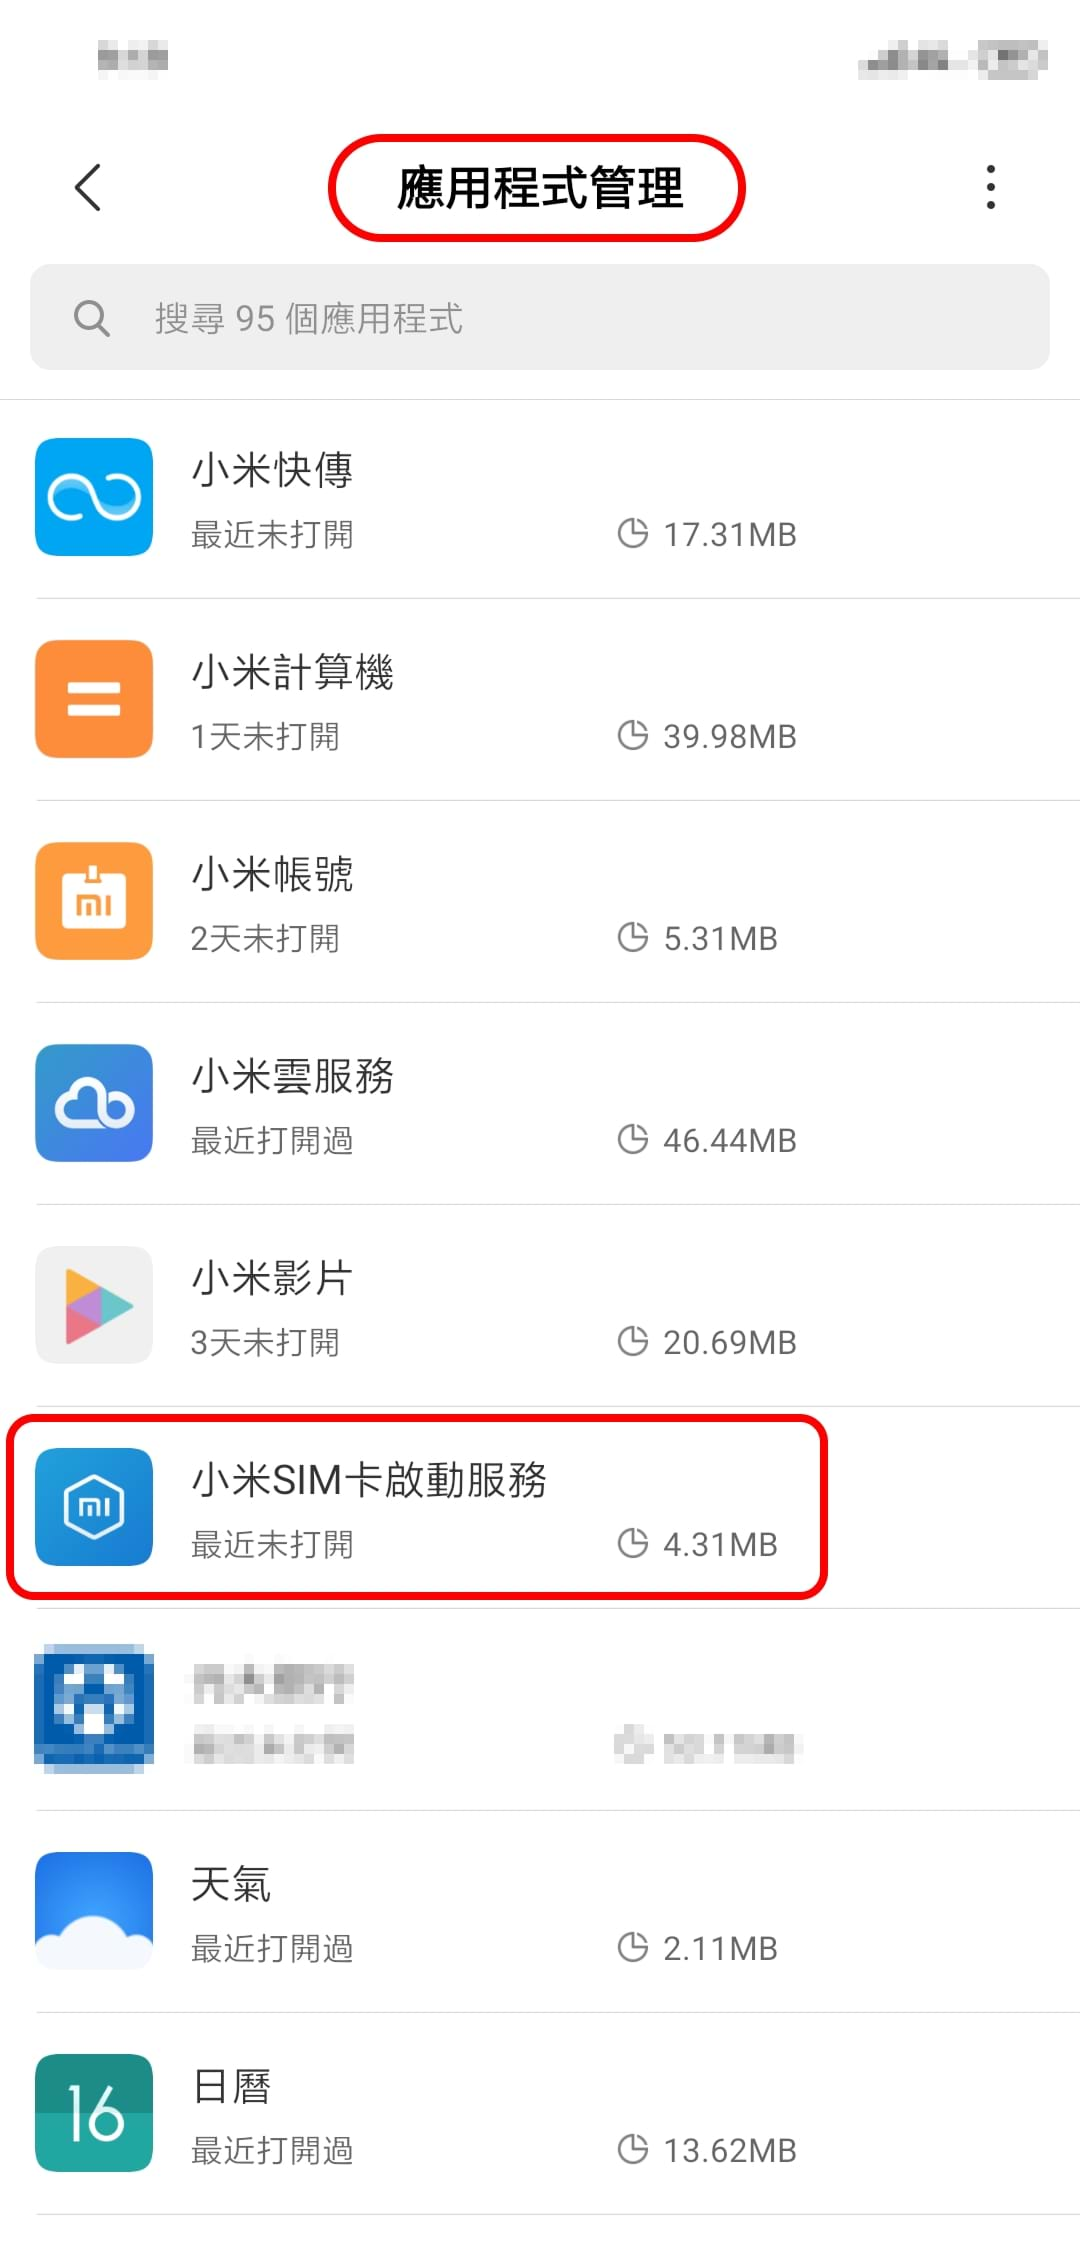 應用程式管理
搜尋 95 個應用程式
小米快傳
最近未打開 17.31MB
小米計算機
1天未打開 39.98MB
小米帳號
2天未打開 5.31MB
小米雲服務
最近打開過 46.44MB
小米影片
3天未打開 20.69MB
小米SIM卡啟動服務
最近未打開 4.31MB
天氣
最近打開過 2.11MB
16
日曆
最近打開過 13.62MB